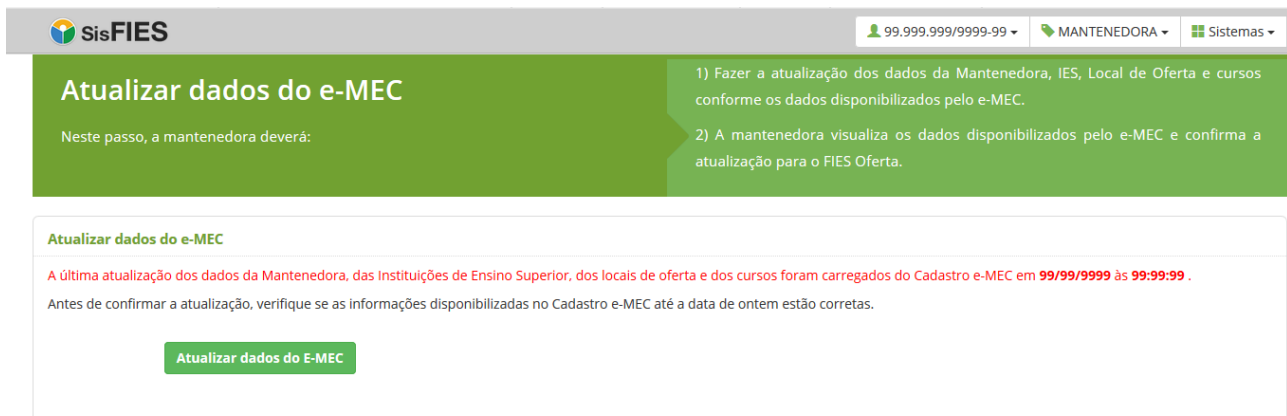 SisFIES
99.999.999/9999-99
MANTENEDORA
Sistemas
Atualizar dados do e-MEC
Neste passo, a mantenedora deverá:
1) Fazer a atualização dos dados da Mantenedora, IES, Local de Oferta e cursos
conforme os dados disponibilizados pelo e-MEC.
2) A mantenedora visualiza os dados disponibilizados pelo e-MEC e confirma a
atualização para o FIES Oferta.
Atualizar dados do e-MEC
A última atualização dos dados da Mantenedora, das Instituições de Ensino Superior, dos locais de oferta e dos cursos foram carregados do Cadastro e-MEC em 99/99/9999 às 99:99:99 .
Antes de confirmar a atualização, verifique se as informações disponibilizadas no Cadastro e-MEC até a data de ontem estão corretas.
Atualizar dados do E-MEC